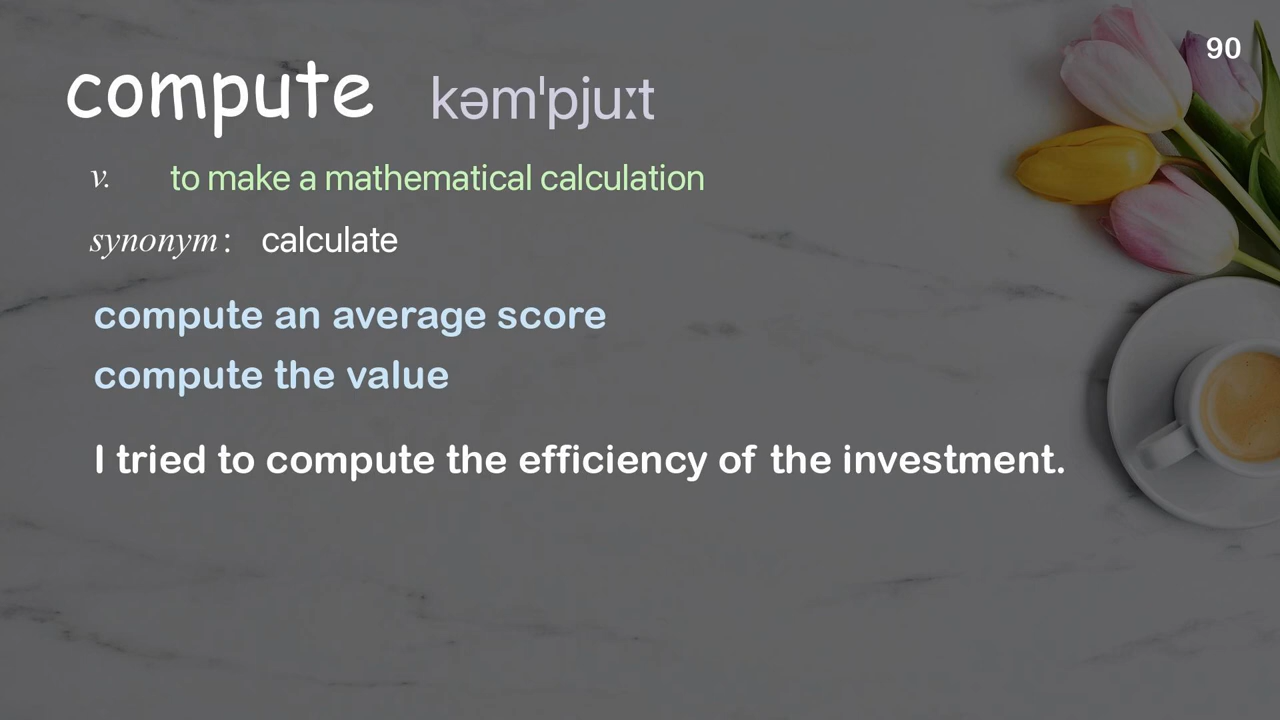 90
compute kəmˈpjuːt
v. to make a mathematical calculation
synonym: calculate
compute an average score
compute the value
I tried to compute the efficiency of the investment.